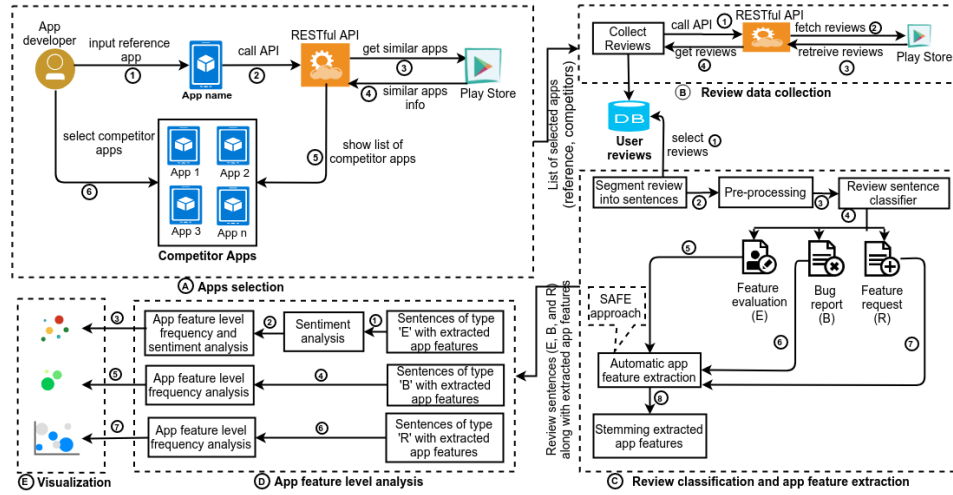 App
developer
input reference
app
1
App name
call API
2
RESTful API
get similar apps
3
4
similar apps
info
Play Store
select competitor
apps
6
App 1
App 2
App 3
App n
Competitor Apps
5
show list of
competitor apps
A Apps selection
List of selected apps
(reference, competitors)
Collect
Reviews
call API
1
RESTful API
fetch reviews
2
get reviews
4
retreive reviews
3
Play Store
B Review data collection
DB
User
reviews
select
reviews
1
Segment review
into sentences
2
Pre-processing
3
Review sentence
classifier
4
5
Feature
evaluation
(E)
Bug
report
(B)
Feature
request
(R)
SAFE
approach
6
7
Automatic app
feature extraction
8
Stemming extracted
app features
C Review classification and app feature extraction
Review sentences (E, B, and R)
along with extracted app features
3
App feature level
frequency and
sentiment analysis
2
Sentiment
analysis
1
Sentences of type
'E' with extracted
app features
5
App feature level
frequency analysis
4
Sentences of type
'B' with extracted
app features
7
App feature level
frequency analysis
6
Sentences of type
'R' with extracted
app features
E Visualization
D App feature level analysis